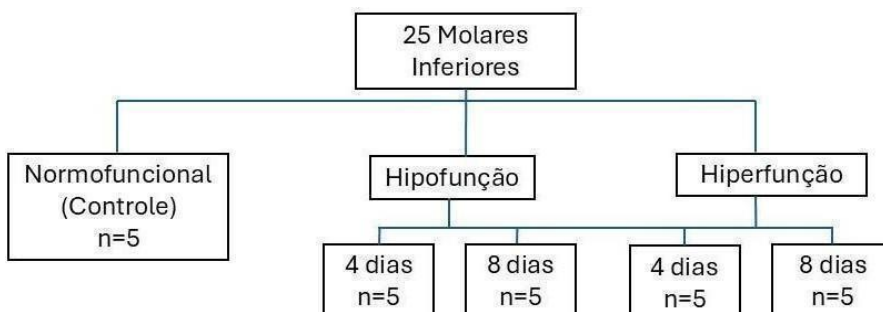 25 Molares
Inferiores
Normofuncional
(Controle)
n=5
Hipofunção
Hiperfunção
4 dias
n=5
8 dias
n=5
4 dias
n=5
8 dias
n=5